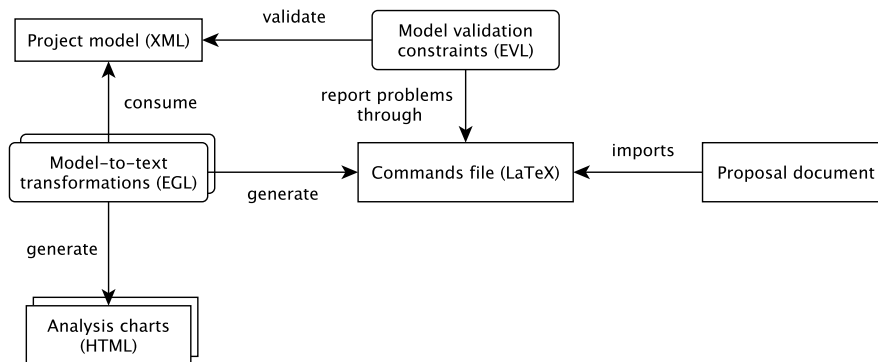 validate
Project model (XML)
Model validation
constraints (EVL)
consume
report problems
through
Model-to-text
transformations (EGL)
generate
Commands file (LaTeX)
imports
Proposal document
generate
Analysis charts
(HTML)